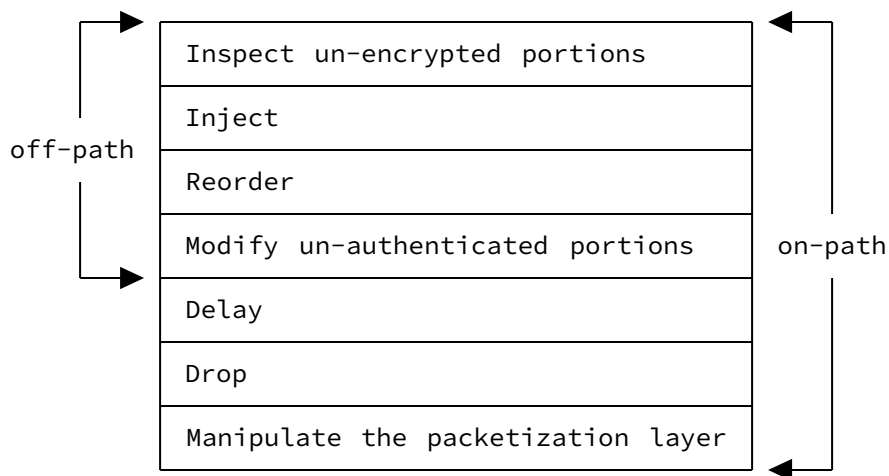 Inspect un-encrypted portions
Inject
off-path
Reorder
Modify un-authenticated portions
on-path
Delay
Drop
Manipulate the packetization layer